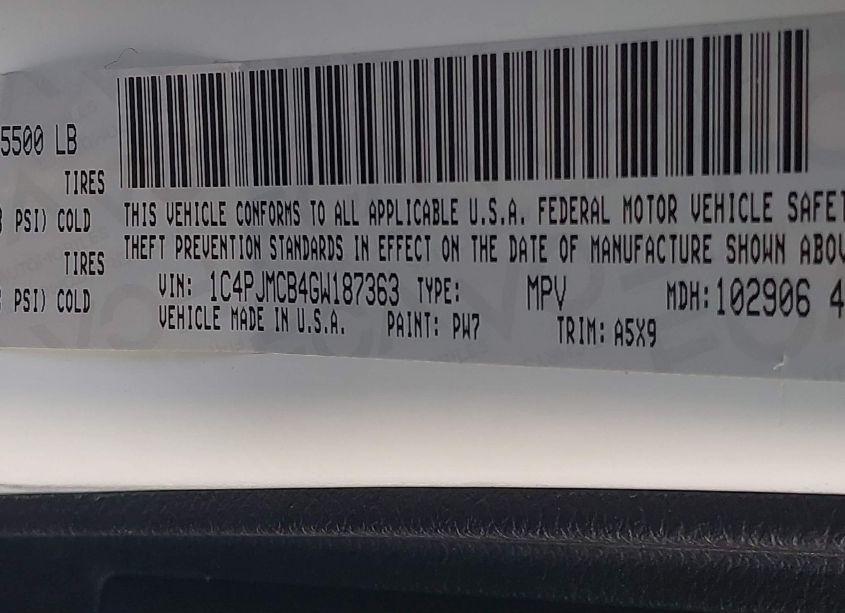 5500 LB
TIRES
PSI) COLD
TIRES
PSI) COLD
THIS VEHICLE CONFORMS TO ALL APPLICABLE U.S.A. FEDERAL MOTOR VEHICLE SAFET
THEFT PREVENTION STANDARDS IN EFFECT ON THE DATE OF MANUFACTURE SHOWN ABOV
VIN: 1C4PJMCB4GW187363 TYPE: MPV MDH: 102906 4
VEHICLE MADE IN U.S.A. PAINT: PW7 TRIM: A5X9